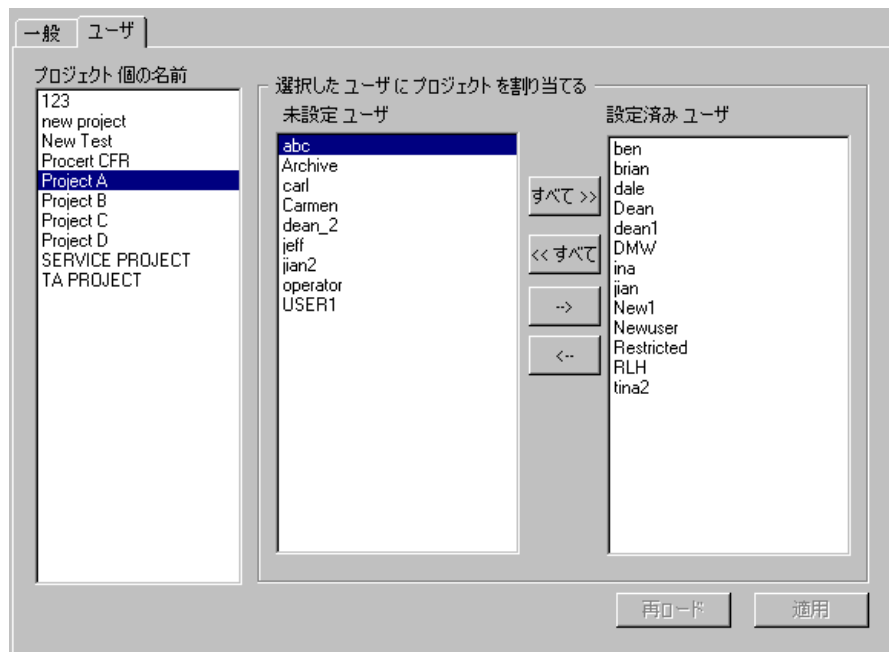 一般
ユーザ
プロジェクト 個の名前
123
new project
New Test
Procert CFR
Project A
Project B
Project C
Project D
SERVICE PROJECT
TA PROJECT
選択した ユーザ に プロジェクト を割り当てる
未設定 ユーザ
abc
Archive
carl
Carmen
dean_2
jeff
jian2
operator
USER1
すべて >>
<< すべて
-->
<--
設定済み ユーザ
ben
brian
dale
Dean
dean1
DMW
ina
jian
New1
Newuser
Restricted
RLH
tina2
再ロード
適用